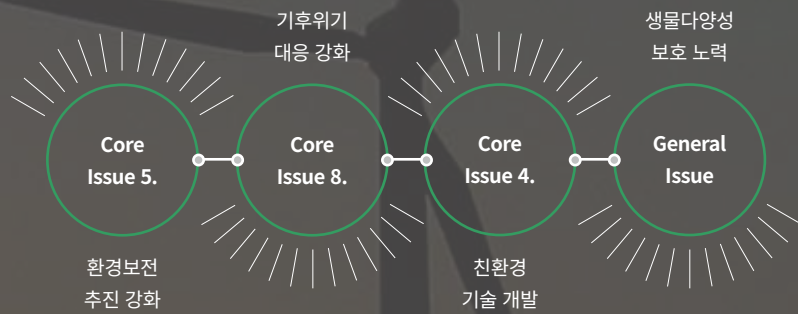 Core
Issue 5.
환경보전
추진 강화
기후위기
대응 강화
Core
Issue 8.
Core
Issue 4.
친환경
기술 개발
생물다양성
보호 노력
General
Issue